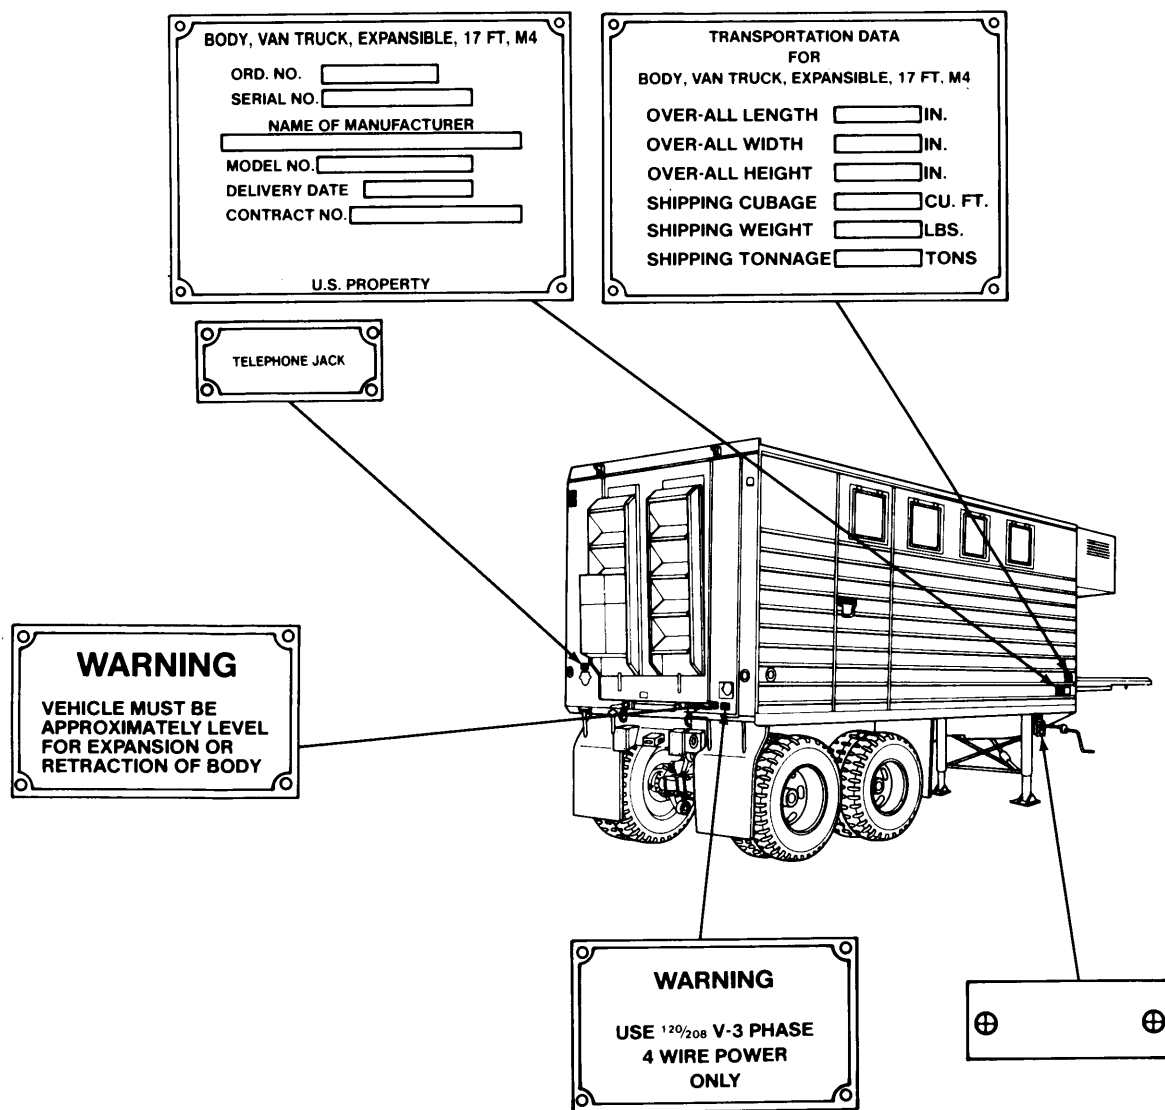 BODY, VAN TRUCK, EXPANSIBLE, 17 FT, M4
ORD. NO.
SERIAL NO.
NAME OF MANUFACTURER
MODEL NO.
DELIVERY DATE
CONTRACT NO.
U.S. PROPERTY
TRANSPORTATION DATA
FOR
BODY, VAN TRUCK, EXPANSIBLE, 17 FT, M4
OVER-ALL LENGTH IN.
OVER-ALL WIDTH IN.
OVER-ALL HEIGHT IN.
SHIPPING CUBAGE CU. FT.
SHIPPING WEIGHT LBS.
SHIPPING TONNAGE TONS
TELEPHONE JACK
WARNING
VEHICLE MUST BE
APPROXIMATELY LEVEL
FOR EXPANSION OR
RETRACTION OF BODY
WARNING
USE 120/208 V-3 PHASE
4 WIRE POWER
ONLY